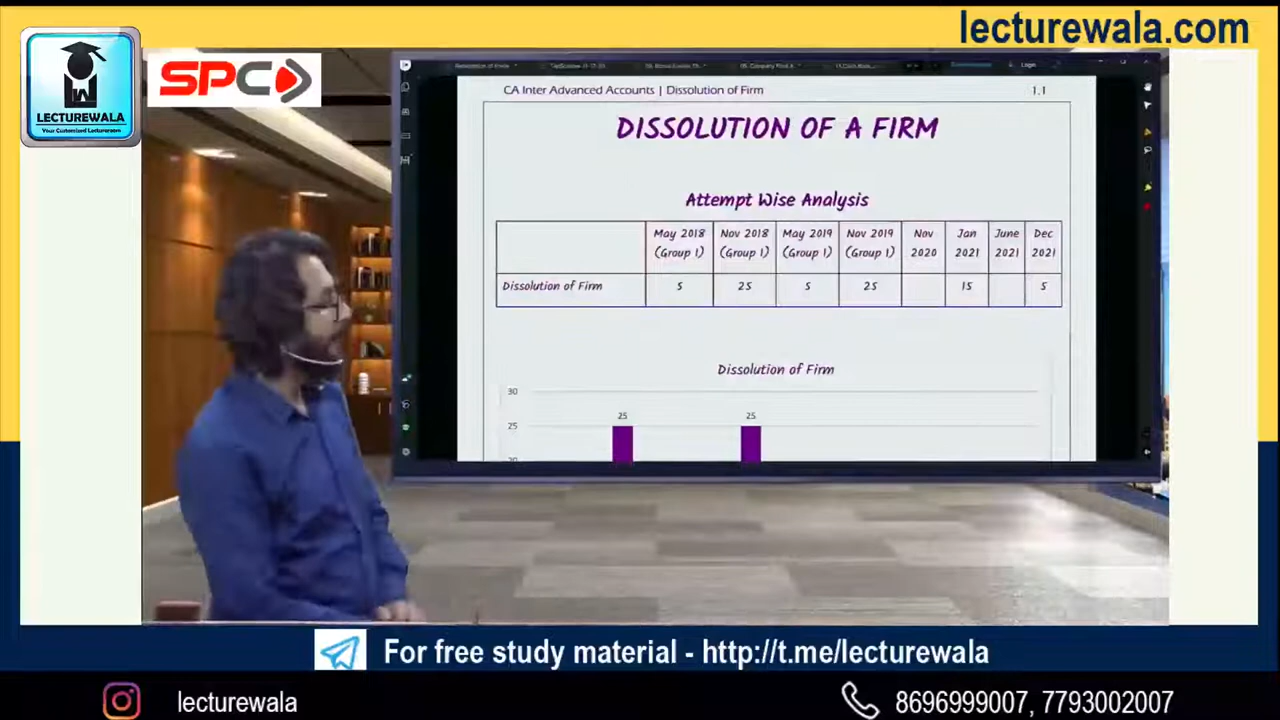 lecturewala.com
LECTUREWALA
Your Customized Lectureroom
SPC
CA Inter Advanced Accounts | Dissolution of Firm 1.1
DISSOLUTION OF A FIRM
Attempt Wise Analysis
May 2018 (Group 1) Nov 2018 (Group 1) May 2019 (Group 1) Nov 2019 (Group 1) Nov 2020 Jan 2021 June 2021 Dec 2021
Dissolution of Firm 5 25 5 25 15 5
Dissolution of Firm
30
25 25
25
For free study material - http://t.me/lecturewala
lecturewala
8696999007, 7793002007